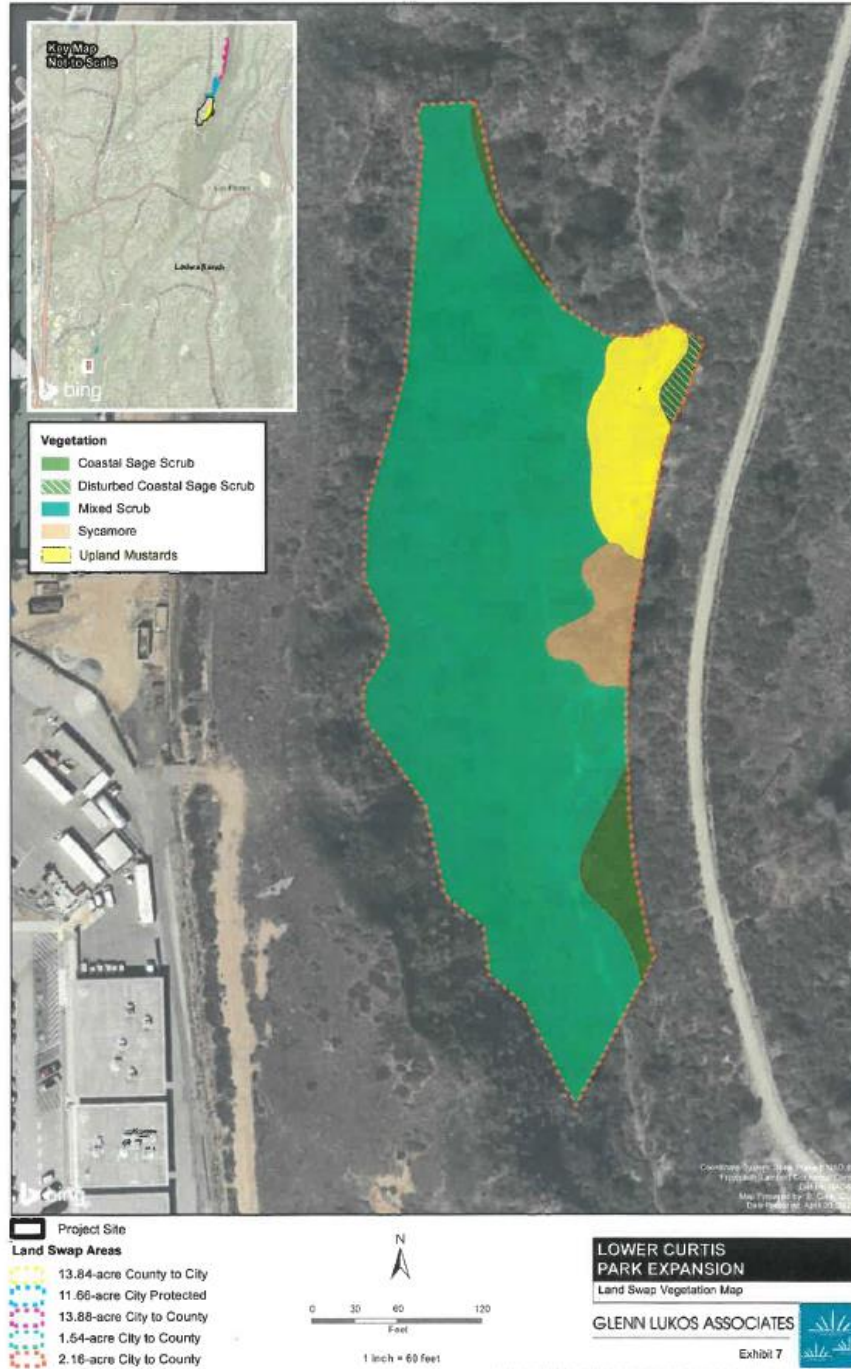 Key Map
Not to Scale
Ladera Ranch
bing
Vegetation
Coastal Sage Scrub
Disturbed Coastal Sage Scrub
Mixed Scrub
Sycamore
Upland Mustards
bing
Project Site
Land Swap Areas
13.84-acre County to City
11.66-acre City Protected
13.88-acre City to County
1.54-acre City to County
2.16-acre City to County
N
0 30 60 120
Feet
1 inch = 60 feet
LOWER CURTIS
PARK EXPANSION
Land Swap Vegetation Map
GLENN LUKOS ASSOCIATES
Exhibit 7